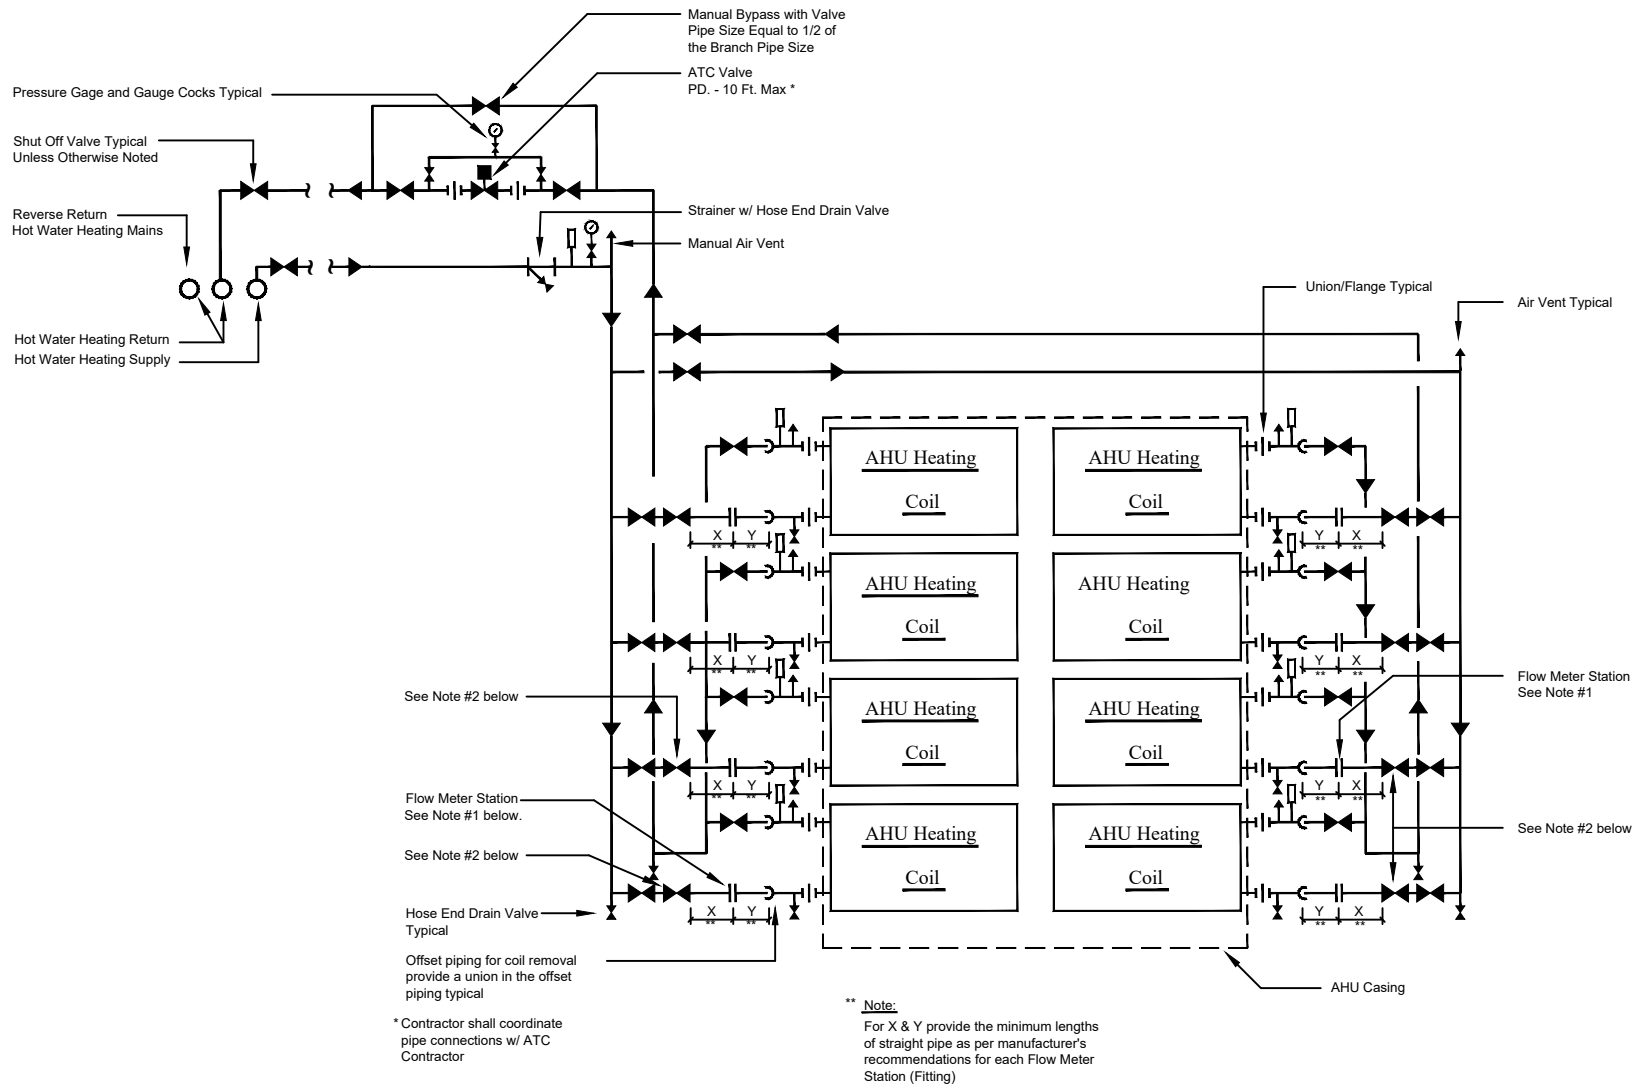 Manual Bypass with Valve
Pipe Size Equal to 1/2 of
the Branch Pipe Size
ATC Valve
PD. - 10 Ft. Max *
Pressure Gage and Gauge Cocks Typical
Shut Off Valve Typical
Unless Otherwise Noted
Reverse Return
Hot Water Heating Mains
Strainer w/ Hose End Drain Valve
Manual Air Vent
Hot Water Heating Return
Hot Water Heating Supply
Union/Flange Typical
Air Vent Typical
AHU Heating
Coil
AHU Heating
Coil
X
**
Y
**
Y
**
X
**
AHU Heating
Coil
AHU Heating
Coil
X
**
Y
**
Y
**
X
**
See Note #2 below
Flow Meter Station
See Note #1
AHU Heating
Coil
AHU Heating
Coil
X
**
Y
**
Y
**
X
**
Flow Meter Station
See Note #1 below.
See Note #2 below
See Note #2 below
AHU Heating
Coil
AHU Heating
Coil
X
**
Y
**
Y
**
X
**
Hose End Drain Valve
Typical
Offset piping for coil removal
provide a union in the offset
piping typical
AHU Casing
* Contractor shall coordinate
pipe connections w/ ATC
Contractor
** Note:
For X & Y provide the minimum lengths
of straight pipe as per manufacturer's
recommendations for each Flow Meter
Station (Fitting)